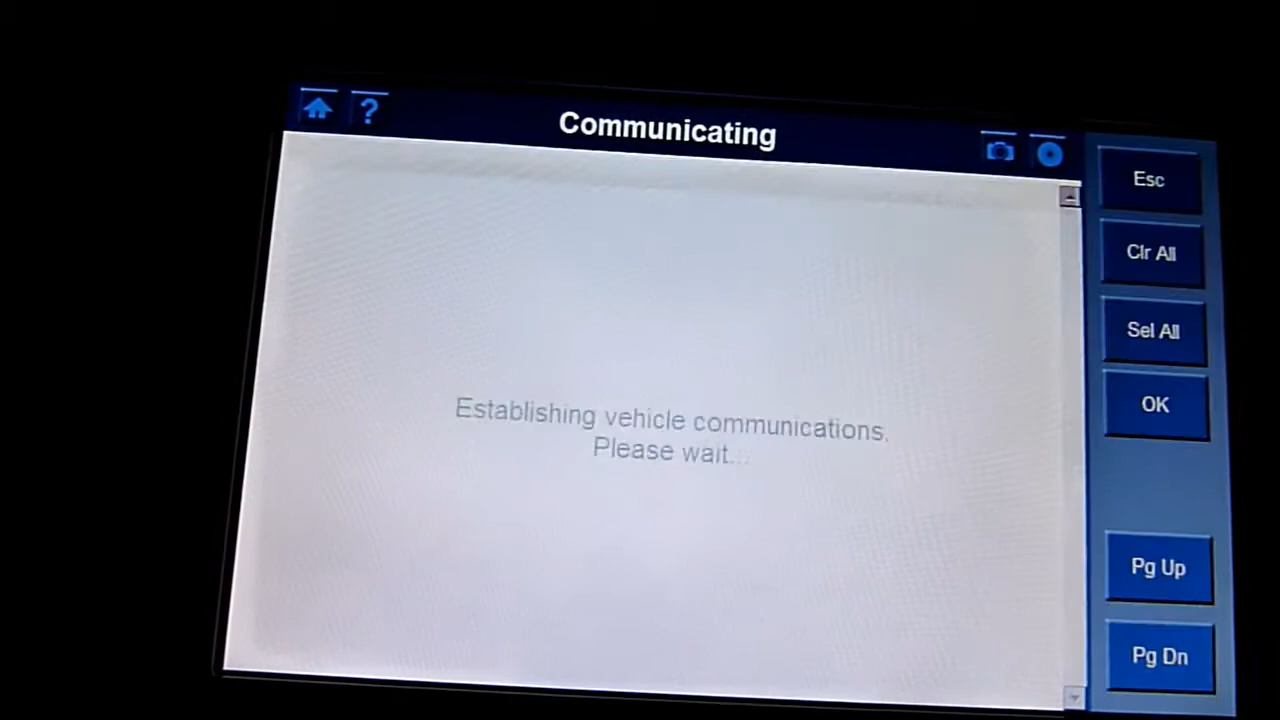 ?
Communicating
Establishing vehicle communications.
Please wait...
Esc
Clr All
Sel All
OK
Pg Up
Pg Dn